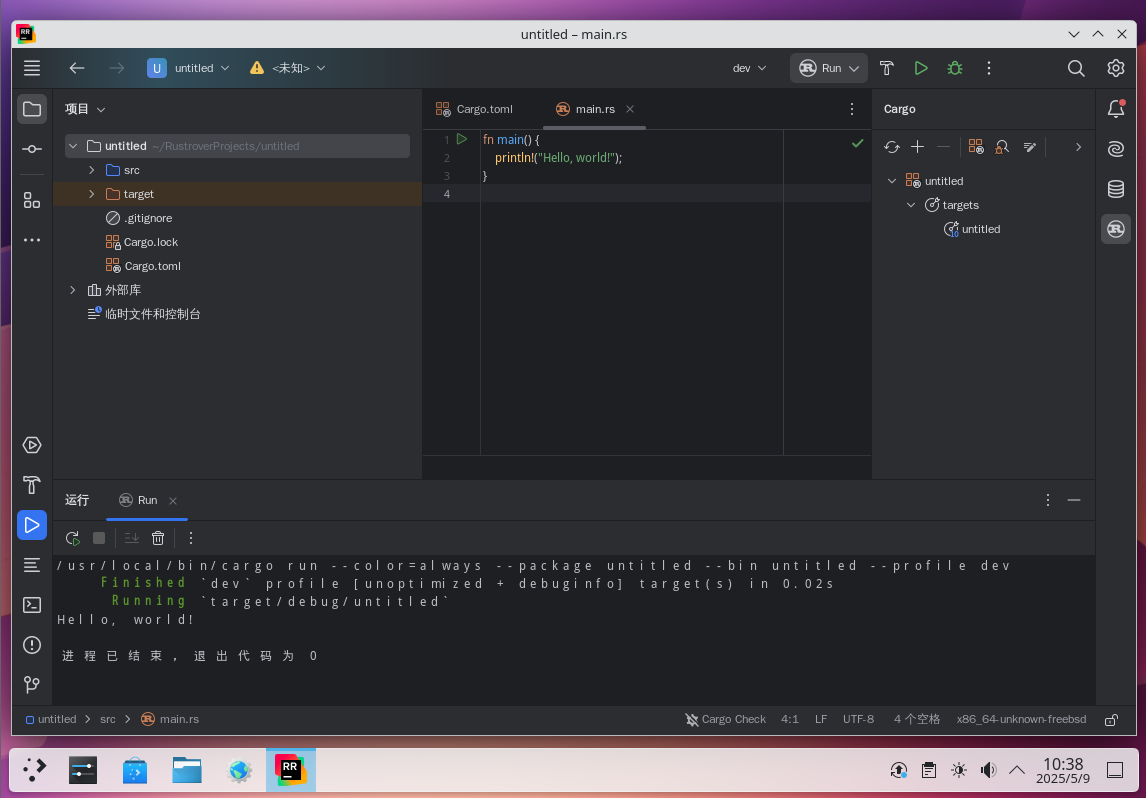 untitled – main.rs
U untitled <未知> dev Run
项目
Cargo.toml main.rs
Cargo
untitled ~/RustroverProjects/untitled
src
target
.gitignore
Cargo.lock
Cargo.toml
外部库
临时文件和控制台
1 fn main() {
2 println!("Hello, world!");
3 }
4
untitled
targets
untitled
运行 Run
/usr/local/bin/cargo run --color=always --package untitled --bin untitled --profile dev
Finished `dev` profile [unoptimized + debuginfo] target(s) in 0.02s
Running `target/debug/untitled`
Hello, world!
进程已结束，退出代码为 0
untitled src main.rs Cargo Check 4:1 LF UTF-8 4 个空格 x86_64-unknown-freebsd
RR
10:38
2025/5/9